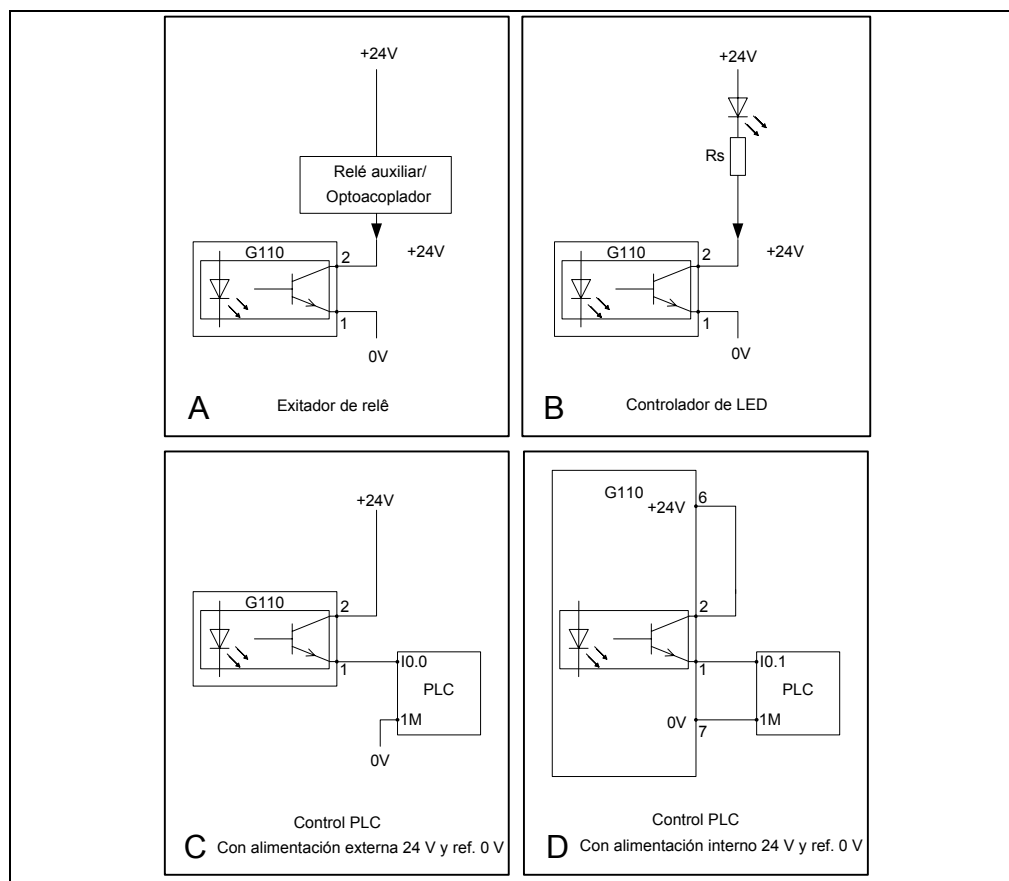 +24V
Relé auxiliar/
Optoacoplador
G110
2
+24V
1
0V
A
Exitador de relê
+24V
Rs
G110
2
+24V
1
0V
B
Controlador de LED
+24V
G110
2
1
I0.0
PLC
1M
0V
Control PLC
C
Con alimentación externa 24 V y ref. 0 V
G110
6
+24V
2
1
I0.1
PLC
0V
1M
7
Control PLC
D
Con alimentación interno 24 V y ref. 0 V